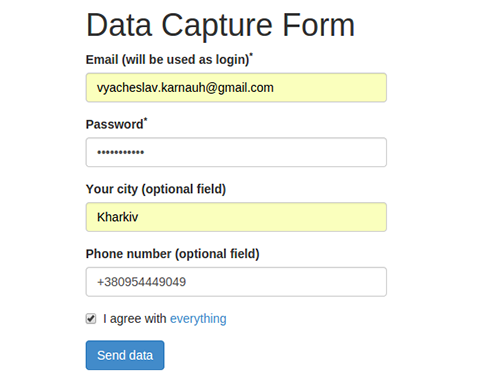 Data Capture Form
Email (will be used as login)*
vyacheslav.karnauh@gmail.com
Password*
•••••••••••
Your city (optional field)
Kharkiv
Phone number (optional field)
+380954449049
I agree with everything
Send data